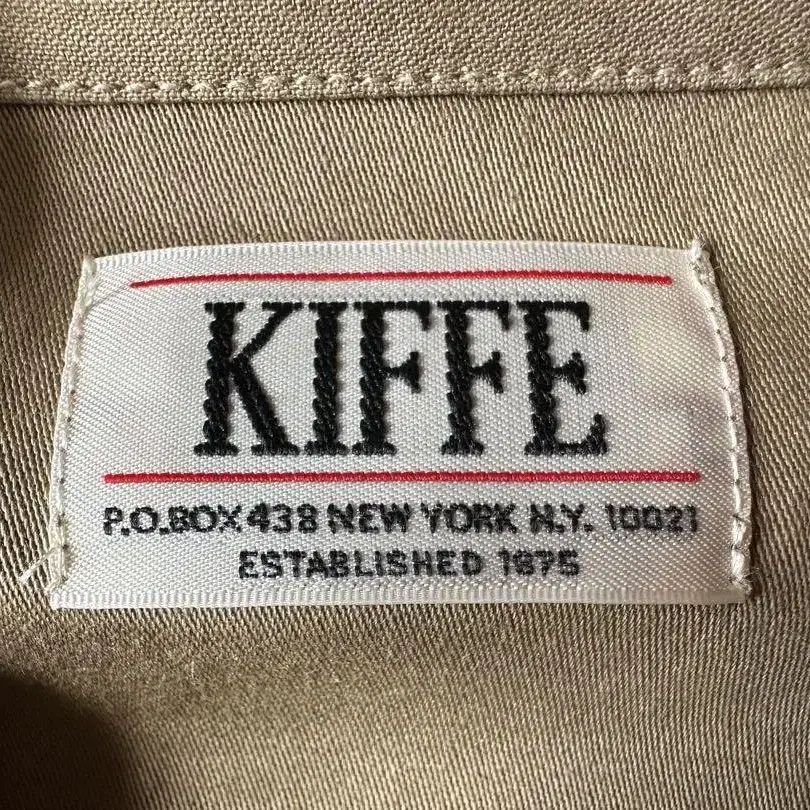 KIFFE
P.O.BOX 438 NEW YORK N.Y. 10021
ESTABLISHED 1875